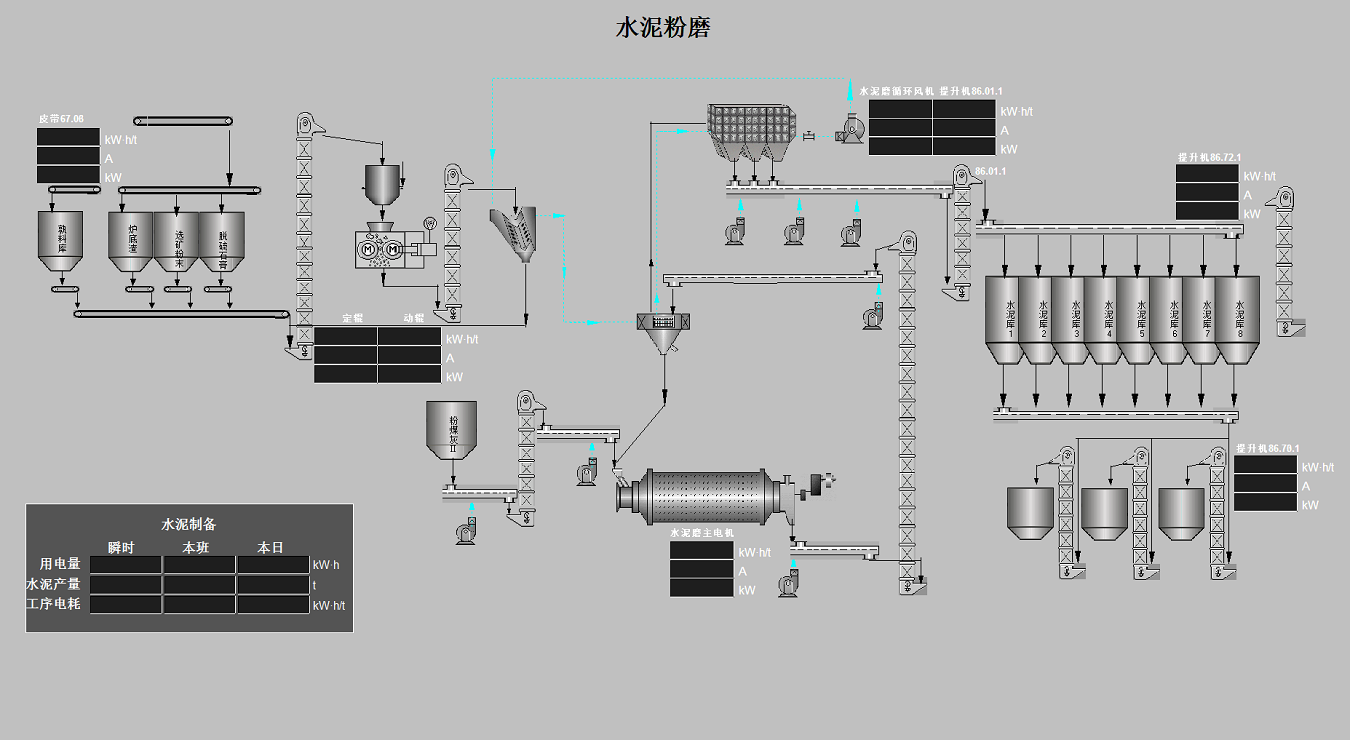 水泥粉磨
水泥磨循环风机 提升机86.01.1
kW·h/t
A
kW
皮带67.06
kW·h/t
A
kW
提升机86.72.1
kW·h/t
A
kW
86.01.1
熟料库
炉底渣
选矿粉末
脱硫石膏
M
M
定辊 动辊
kW·h/t
A
kW
水泥库1
水泥库2
水泥库3
水泥库4
水泥库5
水泥库6
水泥库7
水泥库8
粉煤灰II
提升机86.70.1
kW·h/t
A
kW
水泥磨主电机
kW·h/t
A
kW
水泥制备
瞬时 本班 本日
用电量 kW·h
水泥产量 t
工序电耗 kW·h/t